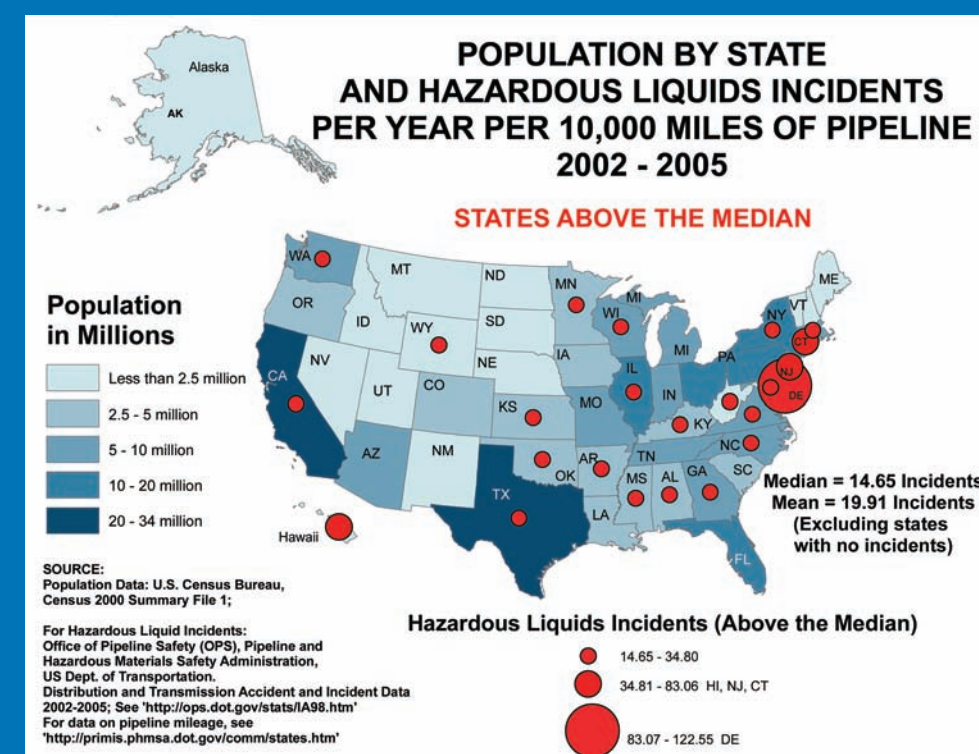 POPULATION BY STATE
AND HAZARDOUS LIQUIDS INCIDENTS
PER YEAR PER 10,000 MILES OF PIPELINE
2002 - 2005
STATES ABOVE THE MEDIAN
Alaska
AK
WA
MT
ND
MN
ME
OR
ID
WY
SD
WI
MI
NY
VT
CT
NV
UT
CO
NE
IA
IL
IN
MI
PA
NJ
DE
CA
AZ
NM
KS
MO
KY
OK
AR
TN
NC
TX
LA
MS
AL
GA
SC
FL
Hawaii
Population
in Millions
Less than 2.5 million
2.5 - 5 million
5 - 10 million
10 - 20 million
20 - 34 million
Median = 14.65 Incidents
Mean = 19.91 Incidents
(Excluding states
with no incidents)
SOURCE:
Population Data: U.S. Census Bureau,
Census 2000 Summary File 1;
For Hazardous Liquid Incidents:
Office of Pipeline Safety (OPS), Pipeline and
Hazardous Materials Safety Administration,
US Dept. of Transportation.
Distribution and Transmission Accident and Incident Data
2002-2005; See 'http://ops.dot.gov/stats/IA98.htm'
For data on pipeline mileage, see
'http://primis.phmsa.dot.gov/comm/states.htm'
Hazardous Liquids Incidents (Above the Median)
14.65 - 34.80
34.81 - 83.06 HI, NJ, CT
83.07 - 122.55 DE